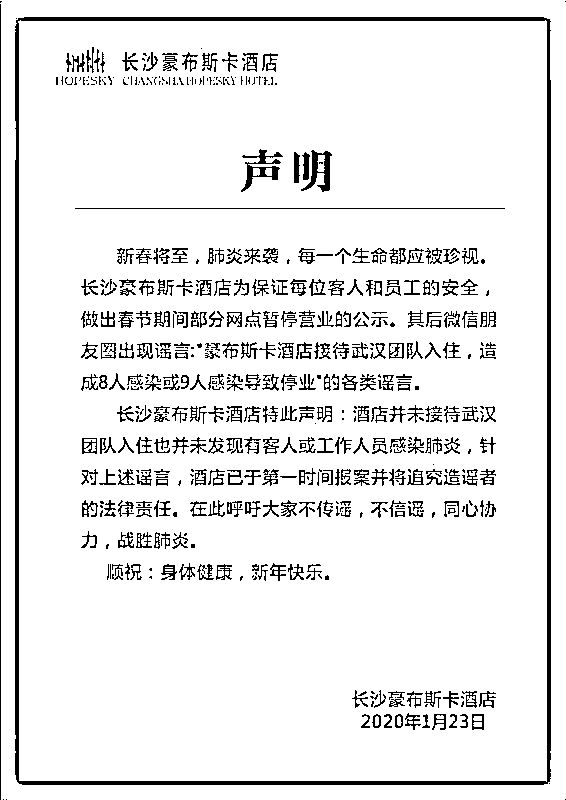 长沙豪布斯卡酒店
HOPESKY CHANGSHA HOPESKY HOTEL
声明
新春将至，肺炎来袭，每一个生命都应被珍视。
长沙豪布斯卡酒店为保证每位客人和员工的安全，
做出春节期间部分网点暂停营业的公示。其后微信朋
友圈出现谣言:"豪布斯卡酒店接待武汉团队入住，造
成8人感染或9人感染导致停业"的各类谣言。
长沙豪布斯卡酒店特此声明：酒店并未接待武汉
团队入住也并未发现有客人或工作人员感染肺炎，针
对上述谣言，酒店已于第一时间报案并将追究造谣者
的法律责任。在此呼吁大家不传谣，不信谣，同心协
力，战胜肺炎。
顺祝：身体健康，新年快乐。
长沙豪布斯卡酒店
2020年1月23日